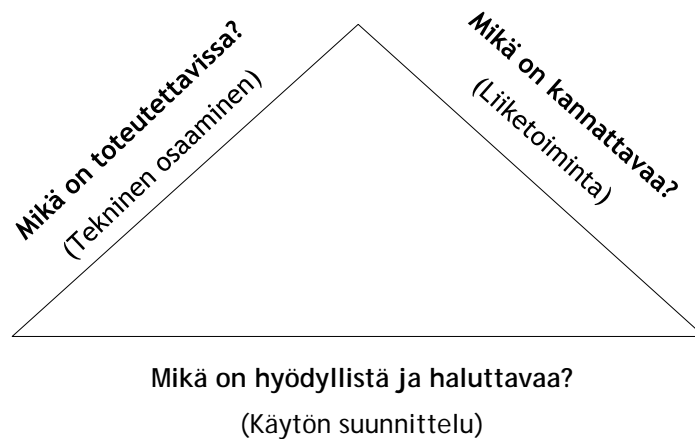 Mikä on toteutettavissa?
(Tekninen osaaminen)
Mikä on kannattavaa?
(Liiketoiminta)
Mikä on hyödyllistä ja haluttavaa?
(Käytön suunnittelu)